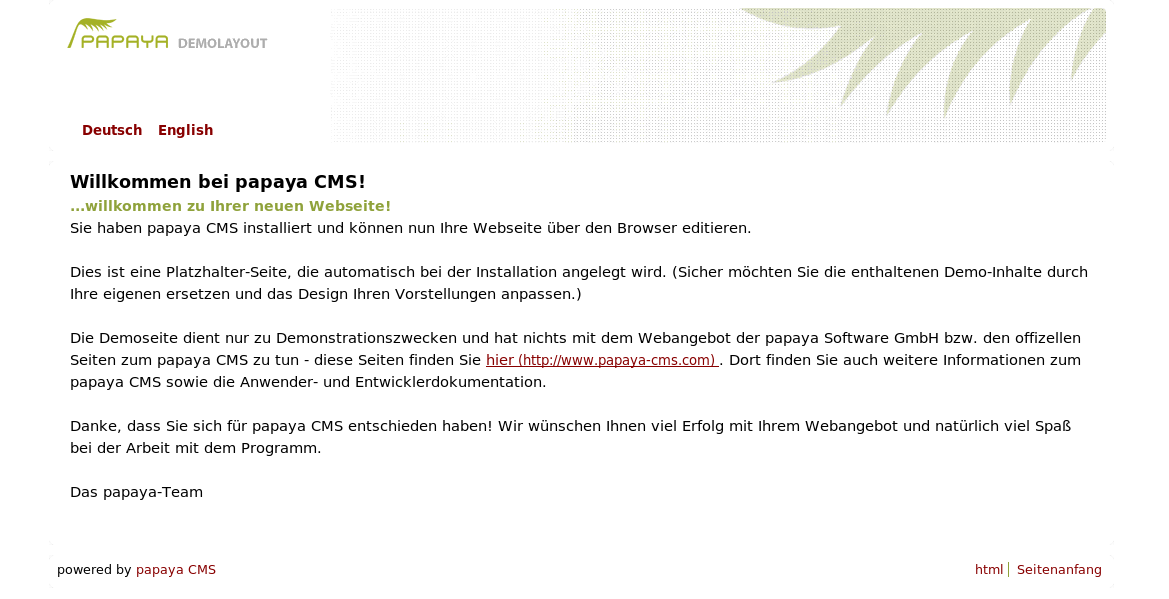 PAPAYA DEMOLAYOUT
Deutsch English
Willkommen bei papaya CMS!
...willkommen zu Ihrer neuen Webseite!
Sie haben papaya CMS installiert und können nun Ihre Webseite über den Browser editieren.
Dies ist eine Platzhalter-Seite, die automatisch bei der Installation angelegt wird. (Sicher möchten Sie die enthaltenen Demo-Inhalte durch
Ihre eigenen ersetzen und das Design Ihren Vorstellungen anpassen.)
Die Demoseite dient nur zu Demonstrationszwecken und hat nichts mit dem Webangebot der papaya Software GmbH bzw. den offizellen
Seiten zum papaya CMS zu tun - diese Seiten finden Sie hier (http://www.papaya-cms.com) . Dort finden Sie auch weitere Informationen zum
papaya CMS sowie die Anwender- und Entwicklerdokumentation.
Danke, dass Sie sich für papaya CMS entschieden haben! Wir wünschen Ihnen viel Erfolg mit Ihrem Webangebot und natürlich viel Spaß
bei der Arbeit mit dem Programm.
Das papaya-Team
powered by papaya CMS
html Seitenanfang